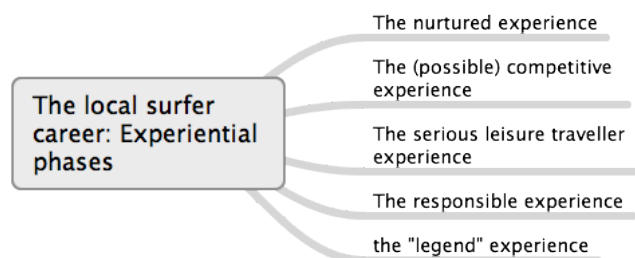 The local surfer
career: Experiential
phases
The nurtured experience
The (possible) competitive
experience
The serious leisure traveller
experience
The responsible experience
the "legend" experience